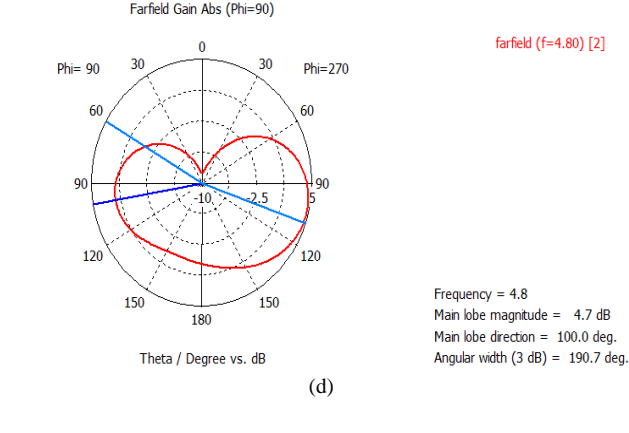 Farfield Gain Abs (Phi=90)
farfield (f=4.80) [2]
0
Phi= 90 30 30 Phi=270
60 60
90 -10 -2.5 5 90
120 120
150 150
180
Frequency = 4.8
Main lobe magnitude = 4.7 dB
Main lobe direction = 100.0 deg.
Angular width (3 dB) = 190.7 deg.
Theta / Degree vs. dB
(d)